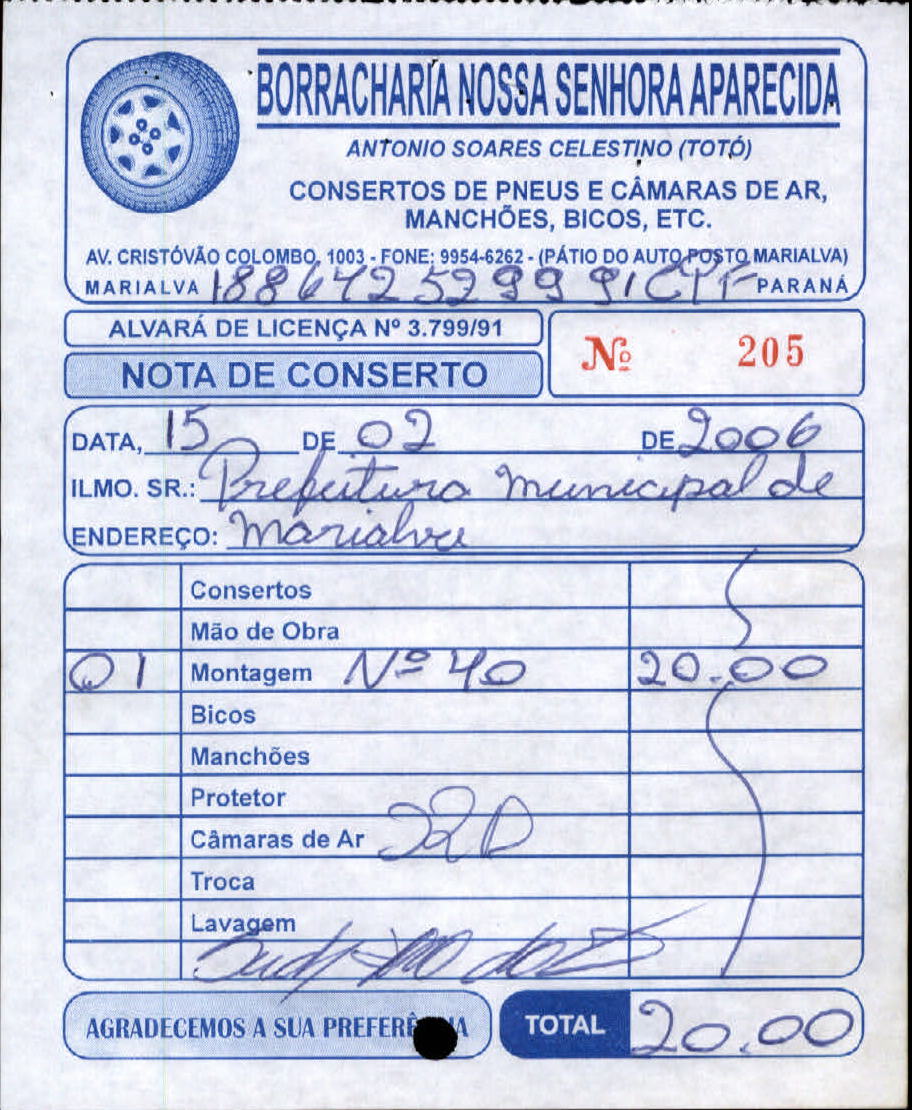 BORRACHARIA NOSSA SENHORA APARECIDA
ANTONIO SOARES CELESTINO (TOTÓ)
CONSERTOS DE PNEUS E CÂMARAS DE AR,
MANCHÕES, BICOS, ETC.
AV. CRISTÓVÃO COLOMBO, 1003 - FONE: 9954-6262 - (PÁTIO DO AUTO POSTO MARIALVA)
MARIALVA CPF PARANÁ
ALVARÁ DE LICENÇA Nº 3.799/91
NOTA DE CONSERTO
Nº 205
DATA, 15 DE 02 DE 2006
ILMO. SR.: Prefeitura Municipal de
ENDEREÇO: Marialva
Consertos
Mão de Obra
01 Montagem Nº 40 20.00
Bicos
Manchões
Protetor
Câmaras de Ar
Troca
Lavagem
AGRADECEMOS A SUA
TOTAL 20.00